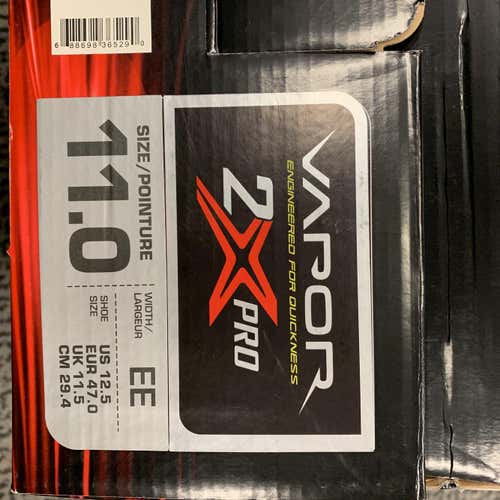 6 88698 36529 0
VAPOR
ENGINEERED FOR QUICKNESS
2X PRO
SIZE/POINTURE
11.0
WIDTH/
LARGEUR
EE
SHOE
SIZE
US 12.5
EUR 47.0
UK 11.5
CM 29.4